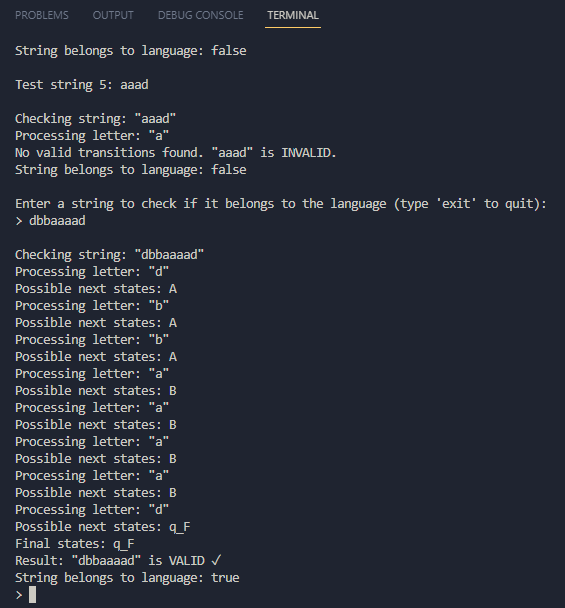 PROBLEMS OUTPUT DEBUG CONSOLE TERMINAL
String belongs to language: false
Test string 5: aaad
Checking string: "aaad"
Processing letter: "a"
No valid transitions found. "aaad" is INVALID.
String belongs to language: false
Enter a string to check if it belongs to the language (type 'exit' to quit):
> dbbaaaad
Checking string: "dbbaaaad"
Processing letter: "d"
Possible next states: A
Processing letter: "b"
Possible next states: A
Processing letter: "b"
Possible next states: A
Processing letter: "a"
Possible next states: B
Processing letter: "a"
Possible next states: B
Processing letter: "a"
Possible next states: B
Processing letter: "a"
Possible next states: B
Processing letter: "d"
Possible next states: q_F
Final states: q_F
Result: "dbbaaaad" is VALID ✓
String belongs to language: true
>